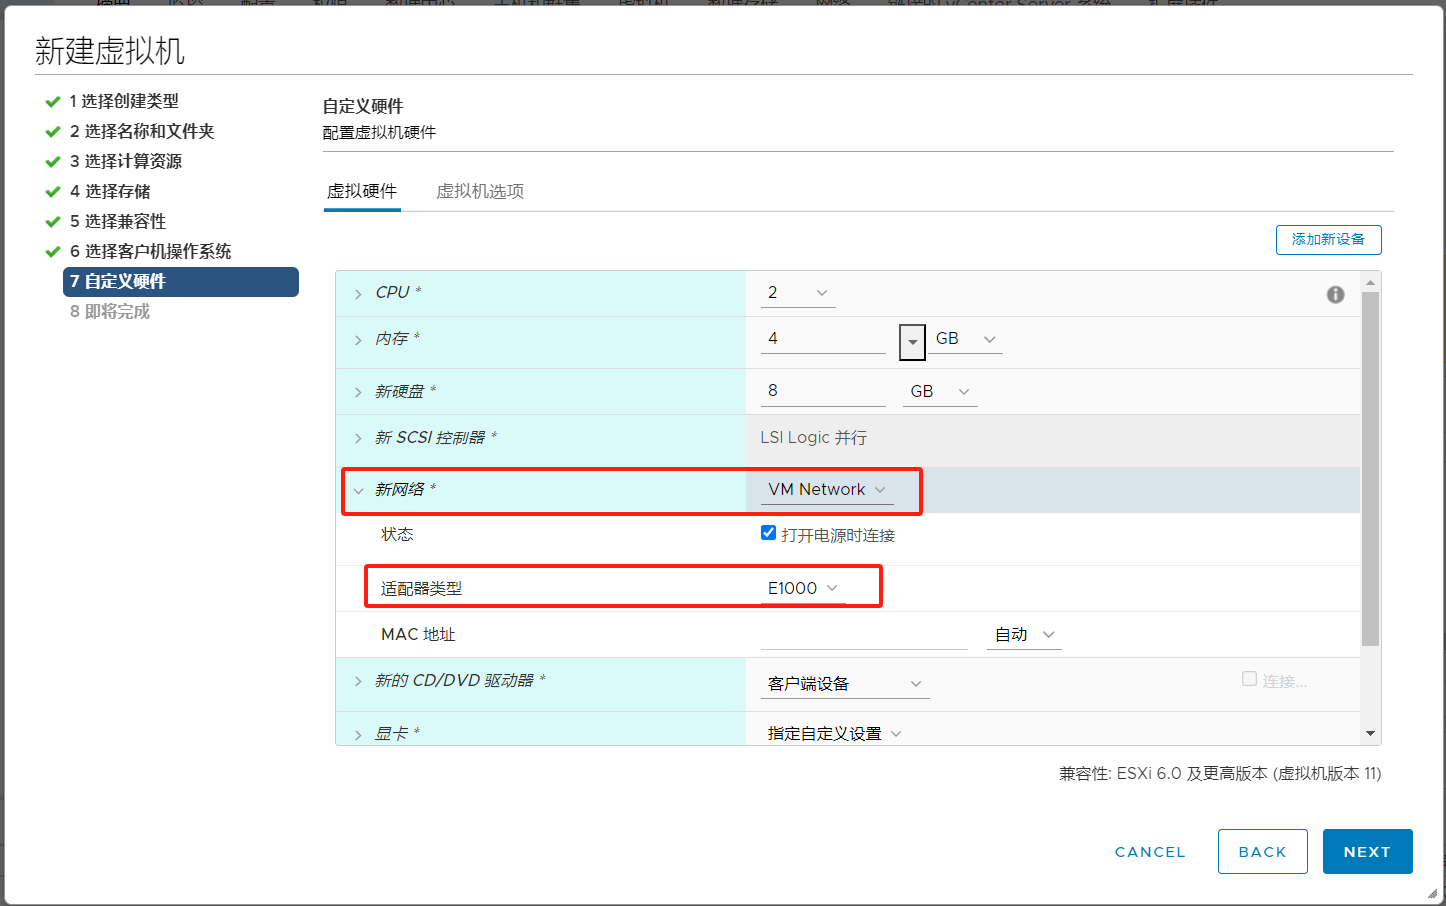 新建虚拟机
1 选择创建类型
2 选择名称和文件夹
3 选择计算资源
4 选择存储
5 选择兼容性
6 选择客户机操作系统
7 自定义硬件
8 即将完成
自定义硬件
配置虚拟机硬件
虚拟硬件 虚拟机选项
添加新设备
CPU * 2
内存 * 4 GB
新硬盘 * 8 GB
新 SCSI 控制器 * LSI Logic 并行
新网络 * VM Network
状态 打开电源时连接
适配器类型 E1000
MAC 地址 自动
新的 CD/DVD 驱动器 * 客户端设备 连接...
显卡 * 指定自定义设置
兼容性: ESXi 6.0 及更高版本 (虚拟机版本 11)
CANCEL BACK NEXT